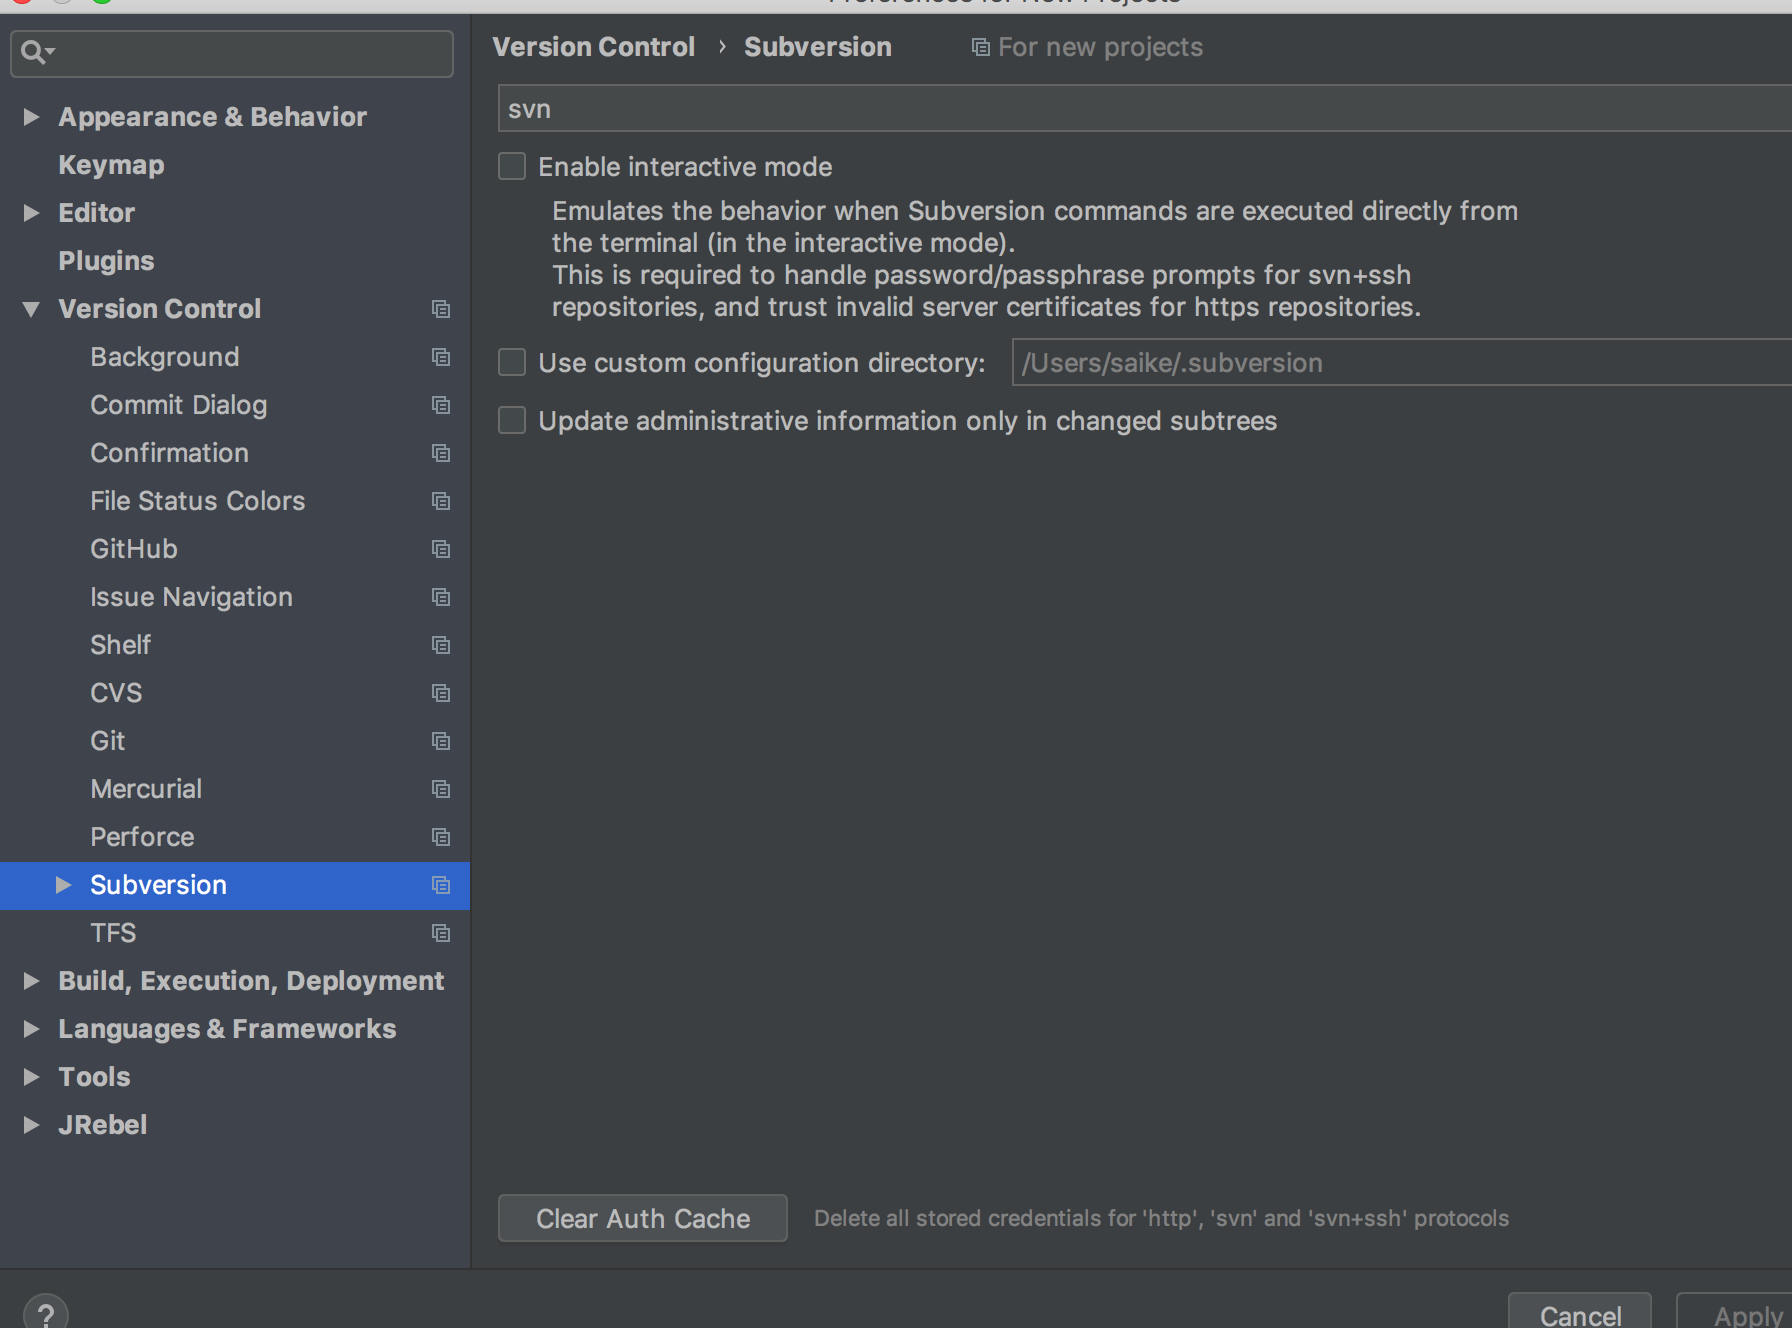 Preferences for New Projects
Version Control › Subversion For new projects
Appearance & Behavior
Keymap
Editor
Plugins
Version Control
Background
Commit Dialog
Confirmation
File Status Colors
GitHub
Issue Navigation
Shelf
CVS
Git
Mercurial
Perforce
Subversion
TFS
Build, Execution, Deployment
Languages & Frameworks
Tools
JRebel
svn
Enable interactive mode
Emulates the behavior when Subversion commands are executed directly from
the terminal (in the interactive mode).
This is required to handle password/passphrase prompts for svn+ssh
repositories, and trust invalid server certificates for https repositories.
Use custom configuration directory: /Users/saike/.subversion
Update administrative information only in changed subtrees
Clear Auth Cache Delete all stored credentials for 'http', 'svn' and 'svn+ssh' protocols
? Cancel Apply